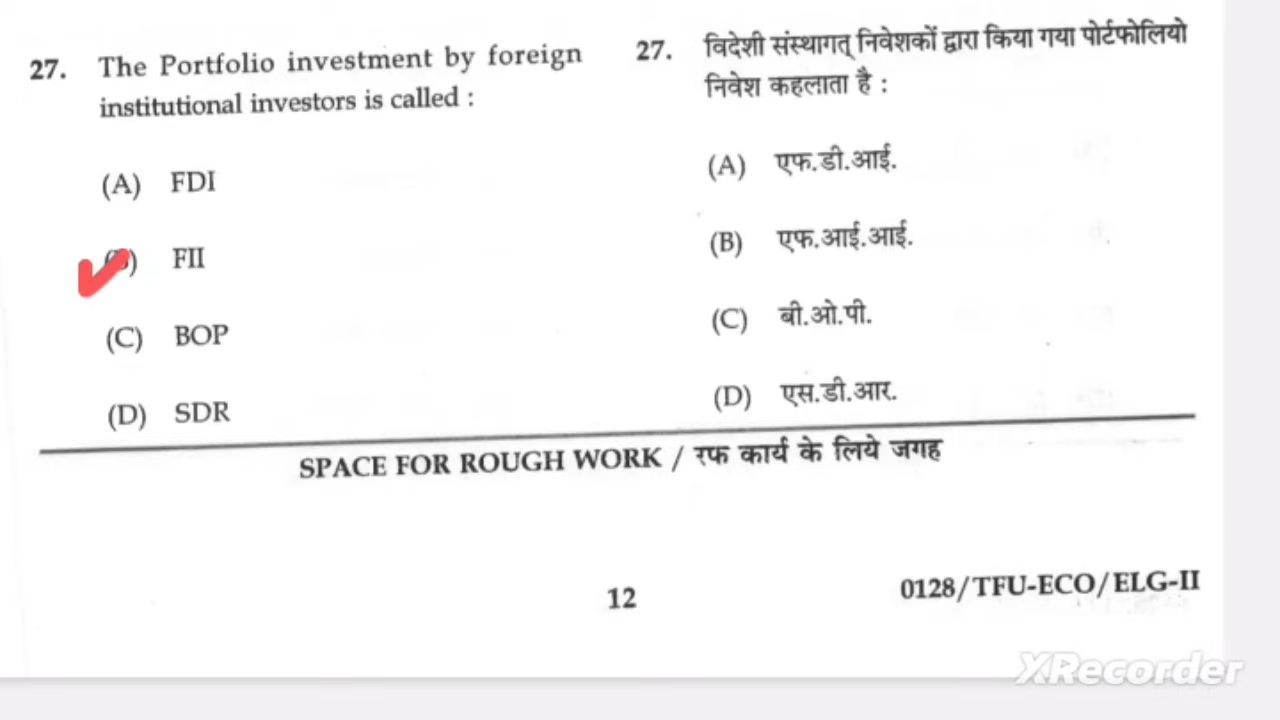 27. The Portfolio investment by foreign
institutional investors is called :
(A) FDI
FII
(C) BOP
(D) SDR
27. विदेशी संस्थागत् निवेशकों द्वारा किया गया पोर्टफोलियो
निवेश कहलाता है :
(A) एफ.डी.आई.
(B) एफ.आई.आई.
(C) बी.ओ.पी.
(D) एस.डी.आर.
SPACE FOR ROUGH WORK / रफ कार्य के लिये जगह
12
0128/TFU-ECO/ELG-II
XRecorder